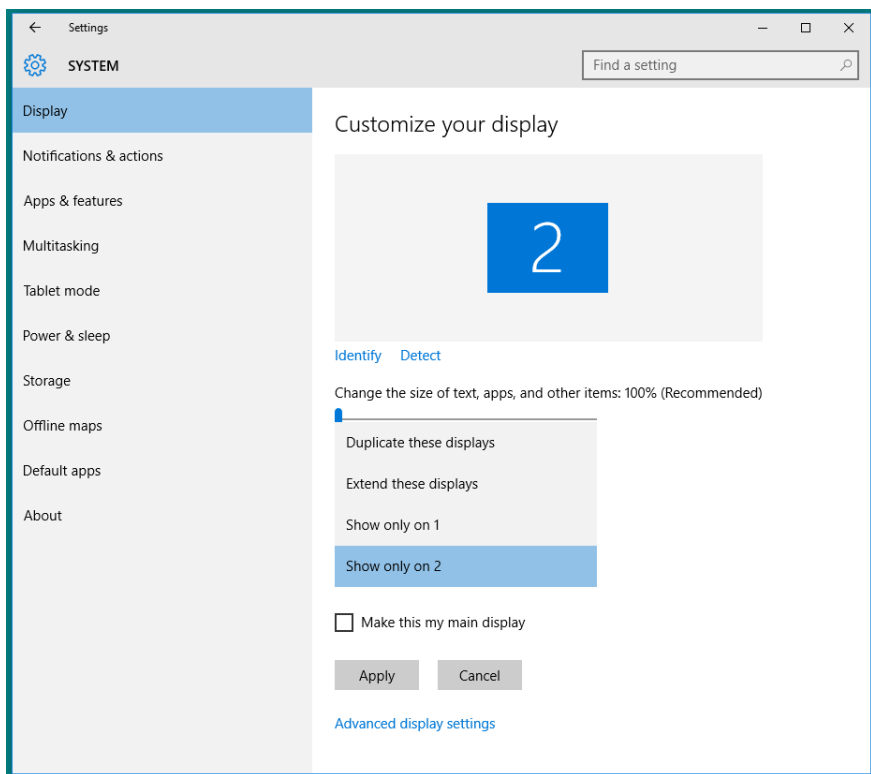 Settings
SYSTEM
Find a setting
Display
Notifications & actions
Apps & features
Multitasking
Tablet mode
Power & sleep
Storage
Offline maps
Default apps
About
Customize your display
2
Identify Detect
Change the size of text, apps, and other items: 100% (Recommended)
Duplicate these displays
Extend these displays
Show only on 1
Show only on 2
Make this my main display
Apply Cancel
Advanced display settings